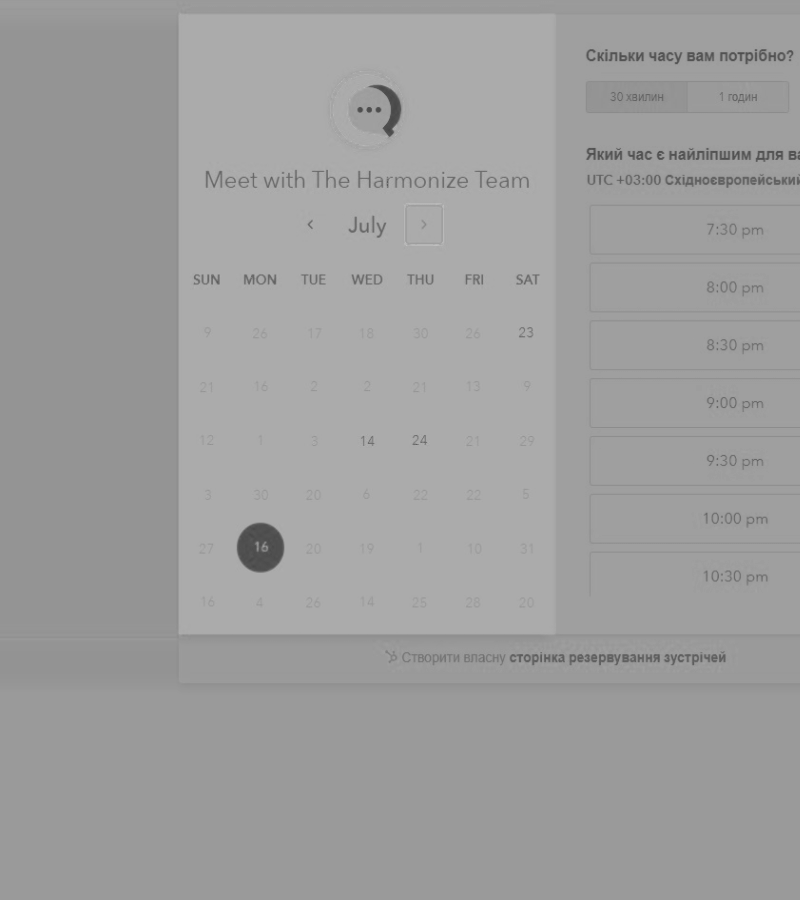 Meet with The Harmonize Team
July
SUN MON TUE WED THU FRI SAT
9 26 17 18 30 26 23
21 16 2 2 21 13 9
12 1 3 14 24 21 29
3 30 20 6 22 22 5
27 16 20 19 1 10 31
16 4 26 14 25 28 20
Скільки часу вам потрібно?
30 хвилин 1 годин
Який час є найліпшим для ва
UTC +03:00 Східноєвропейський
7:30 pm
8:00 pm
8:30 pm
9:00 pm
9:30 pm
10:00 pm
10:30 pm
Створити власну сторінка резервування зустрічей